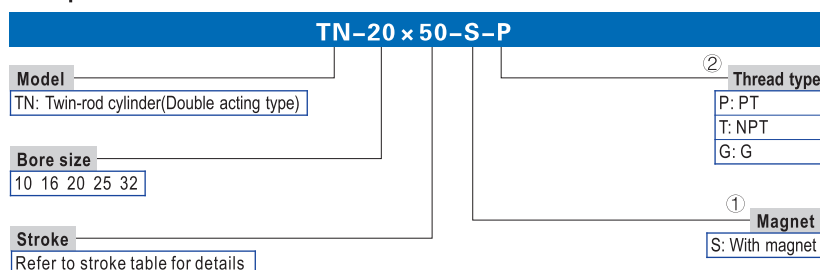 TN–20×50–S–P
Model
TN: Twin-rod cylinder(Double acting type)
Bore size
10 16 20 25 32
Stroke
Refer to stroke table for details
②
Thread type
P: PT
T: NPT
G: G
①
Magnet
S: With magnet